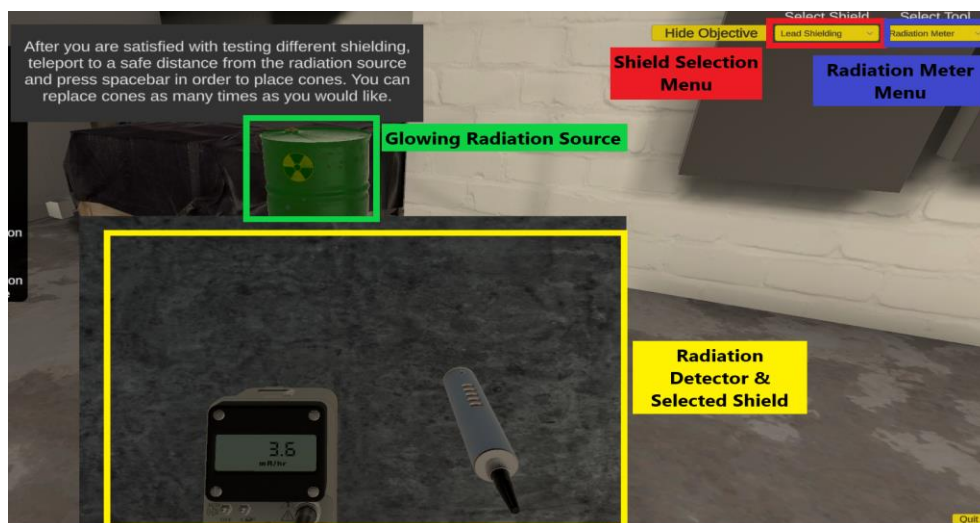 After you are satisfied with testing different shielding,
teleport to a safe distance from the radiation source
and press spacebar in order to place cones. You can
replace cones as many times as you would like.
Select Shield
Select Tool
Hide Objective
Lead Shielding
Radiation Meter
Shield Selection
Menu
Radiation Meter
Menu
Glowing Radiation Source
on
on
Radiation
Detector &
Selected Shield
3.6
mR/hr
Quit